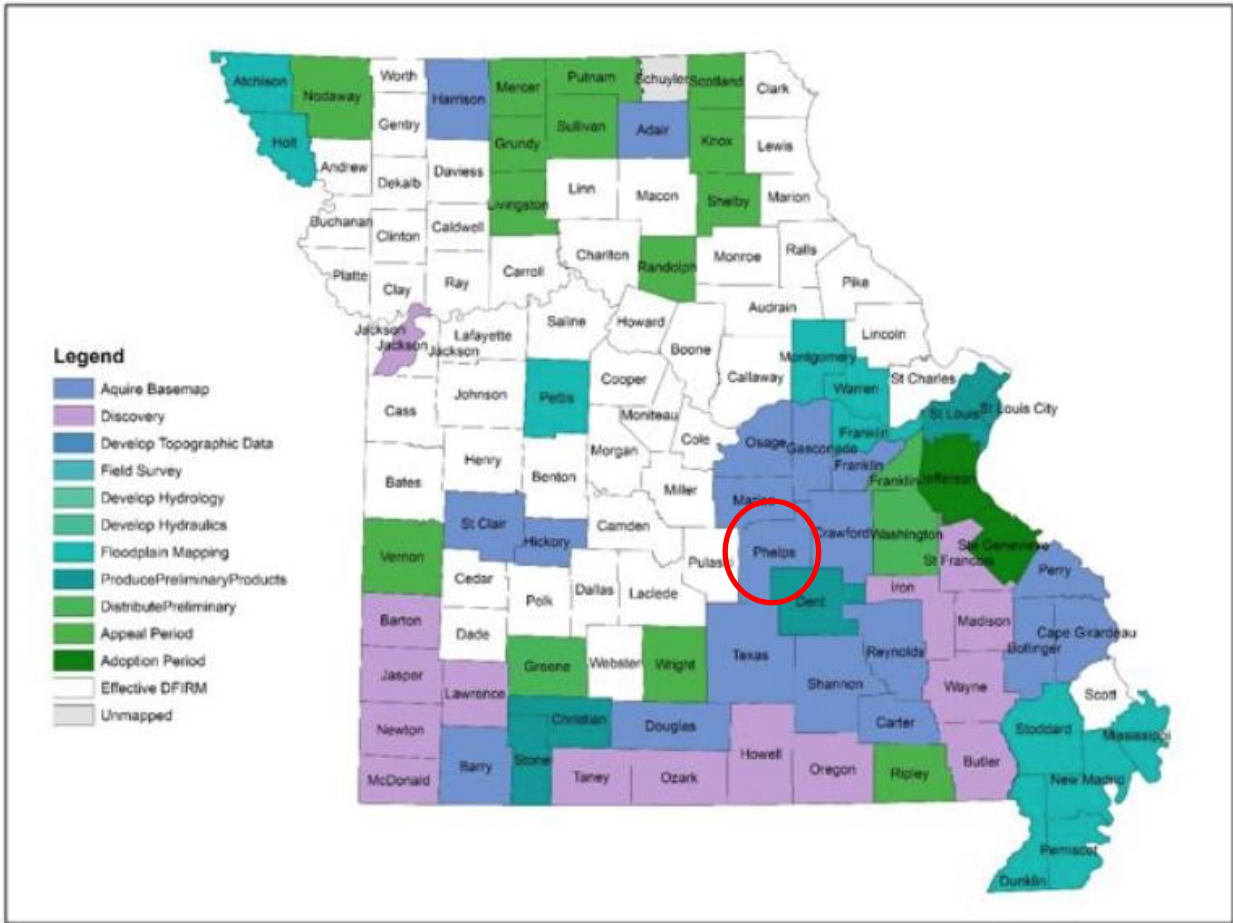 Atchison
Nodaway
Worth
Harrison
Mercer
Putnam
Schuyler
Scotland
Clark
Holt
Gentry
Grundy
Sullivan
Adair
Knox
Lewis
Andrew
Dekalb
Daviess
Livingston
Linn
Macon
Shelby
Marion
Buchanan
Clinton
Caldwell
Chariton
Randolph
Monroe
Ralls
Platte
Clay
Ray
Carroll
Pike
Audrain
Jackson
Jackson
Jackson
Lafayette
Saline
Howard
Boone
Lincoln
Montgomery
Callaway
Warren
St Charles
Legend
Aquire Basemap
Discovery
Develop Topographic Data
Field Survey
Develop Hydrology
Develop Hydraulics
Floodplain Mapping
ProducePreliminaryProducts
DistributePreliminary
Appeal Period
Adoption Period
Effective DFIRM
Unmapped
Cass
Johnson
Pettis
Cooper
Moniteau
Cole
Osage
Gasconade
Franklin
Franklin
Franklin
St Louis
St Louis City
Jefferson
Bates
Henry
Benton
Morgan
Miller
Maries
St Clair
Hickory
Camden
Pulaski
Phelps
Crawford
Washington
Ste Genevieve
St Francois
Perry
Vernon
Cedar
Polk
Dallas
Laclede
Dent
Iron
Madison
Barton
Dade
Greene
Webster
Wright
Texas
Reynolds
Bollinger
Cape Girardeau
Jasper
Lawrence
Shannon
Wayne
Scott
Newton
Christian
Douglas
Carter
Stoddard
Mississippi
McDonald
Barry
Stone
Taney
Ozark
Howell
Oregon
Ripley
Butler
New Madrid
Pemiscot
Dunklin